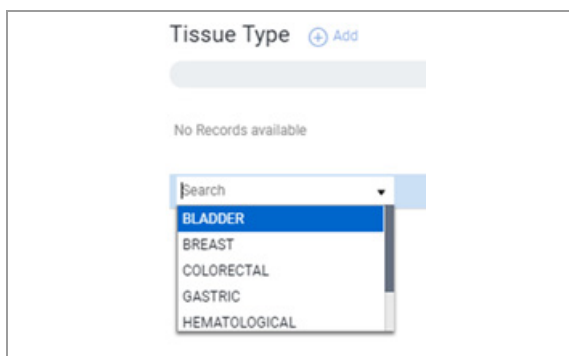 Tissue Type Add
No Records available
Search
BLADDER
BREAST
COLORECTAL
GASTRIC
HEMATOLOGICAL